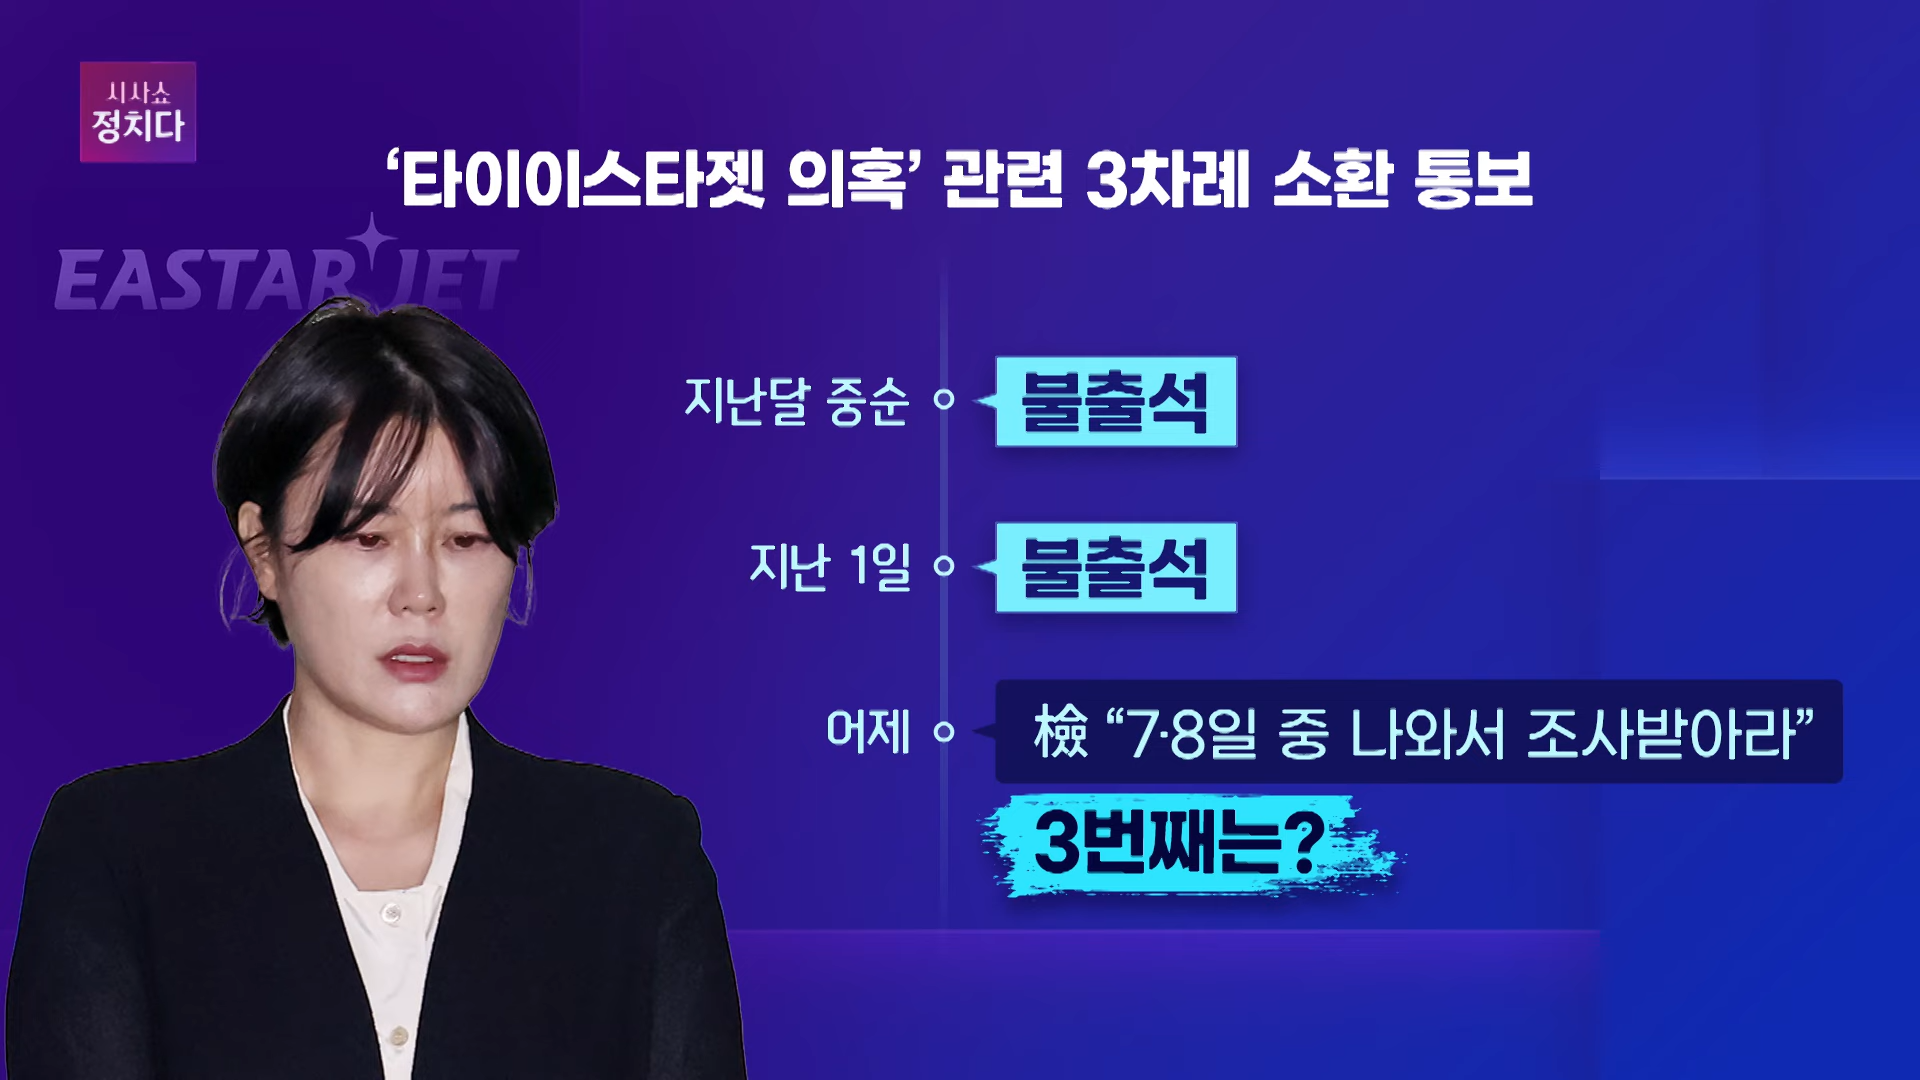 시사쇼
정치다
‘타이이스타젯 의혹’ 관련 3차례 소환 통보
EASTAR JET
지난달 중순
불출석
지난 1일
불출석
어제
檢 “7·8일 중 나와서 조사받아라”
3번째는?